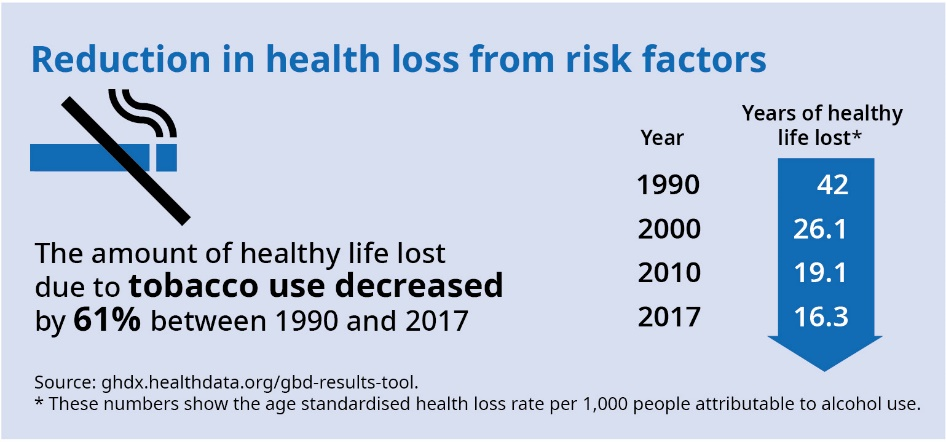 Reduction in health loss from risk factors
Year
Years of healthy
life lost*
1990 42
2000 26.1
2010 19.1
2017 16.3
The amount of healthy life lost
due to tobacco use decreased
by 61% between 1990 and 2017
Source: ghdx.healthdata.org/gbd-results-tool.
* These numbers show the age standardised health loss rate per 1,000 people attributable to alcohol use.